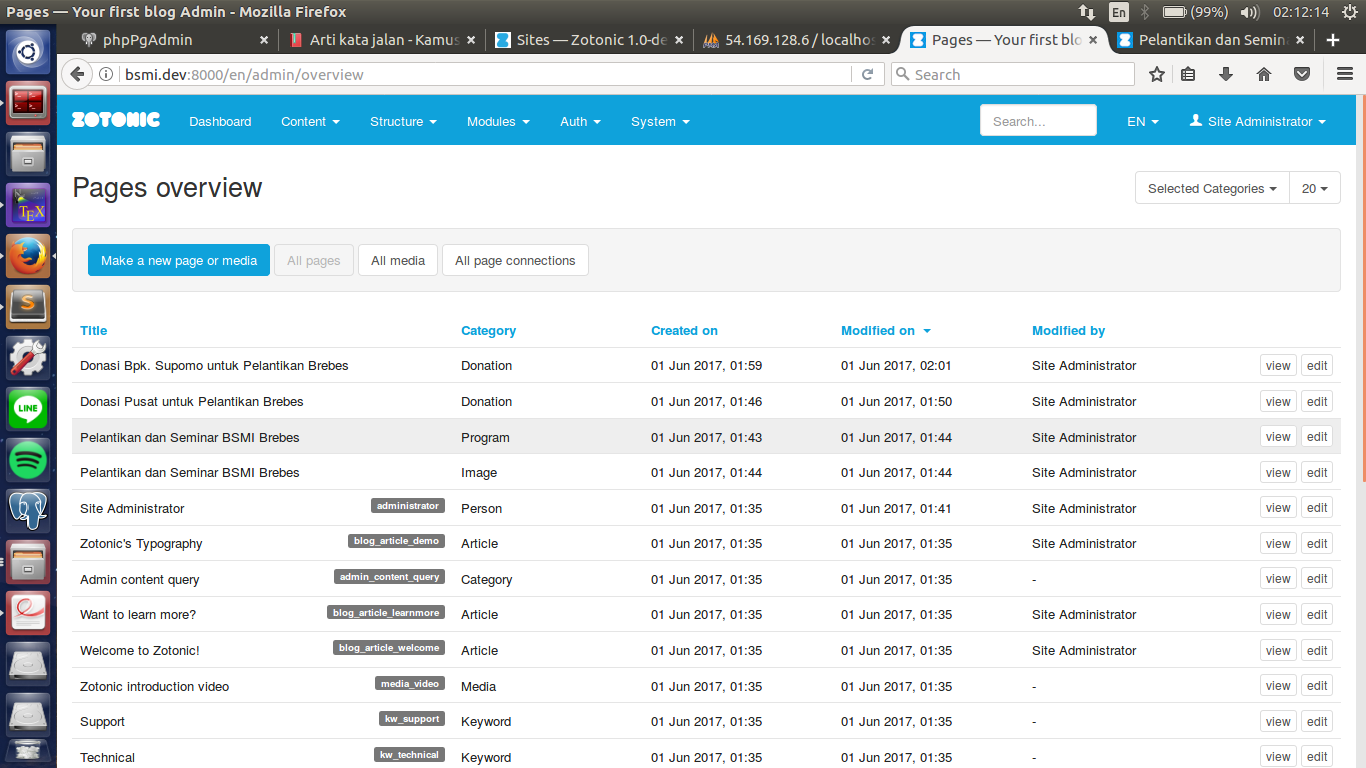 Pages — Your first blog Admin - Mozilla Firefox En (99%) 02:12:14
phpPgAdmin Arti kata jalan - Kamus Sites — Zotonic 1.0-de 54.169.128.6 / localhos Pages — Your first blo Pelantikan dan Semin
bsmi.dev:8000/en/admin/overview Search
ZOTONIC Dashboard Content Structure Modules Auth System Search... EN Site Administrator
Pages overview Selected Categories 20
Make a new page or media All pages All media All page connections
Title Category Created on Modified on Modified by
Donasi Bpk. Supomo untuk Pelantikan Brebes Donation 01 Jun 2017, 01:59 01 Jun 2017, 02:01 Site Administrator view edit
Donasi Pusat untuk Pelantikan Brebes Donation 01 Jun 2017, 01:46 01 Jun 2017, 01:50 Site Administrator view edit
Pelantikan dan Seminar BSMI Brebes Program 01 Jun 2017, 01:43 01 Jun 2017, 01:44 Site Administrator view edit
Pelantikan dan Seminar BSMI Brebes Image 01 Jun 2017, 01:44 01 Jun 2017, 01:44 Site Administrator view edit
Site Administrator administrator Person 01 Jun 2017, 01:35 01 Jun 2017, 01:41 Site Administrator view edit
Zotonic's Typography blog_article_demo Article 01 Jun 2017, 01:35 01 Jun 2017, 01:35 Site Administrator view edit
Admin content query admin_content_query Category 01 Jun 2017, 01:35 01 Jun 2017, 01:35 - view edit
Want to learn more? blog_article_learnmore Article 01 Jun 2017, 01:35 01 Jun 2017, 01:35 Site Administrator view edit
Welcome to Zotonic! blog_article_welcome Article 01 Jun 2017, 01:35 01 Jun 2017, 01:35 Site Administrator view edit
Zotonic introduction video media_video Media 01 Jun 2017, 01:35 01 Jun 2017, 01:35 - view edit
Support kw_support Keyword 01 Jun 2017, 01:35 01 Jun 2017, 01:35 - view edit
Technical kw_technical Keyword 01 Jun 2017, 01:35 01 Jun 2017, 01:35 - view edit
TEX
S
LINE